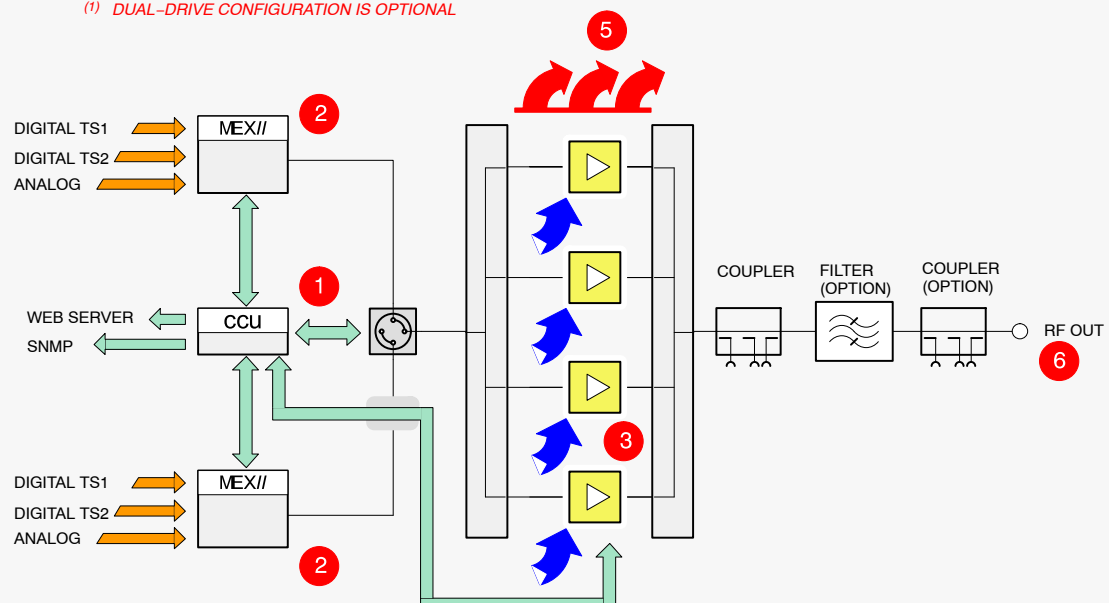 (1) DUAL–DRIVE CONFIGURATION IS OPTIONAL
5
2
DIGITAL TS1
MEX//
DIGITAL TS2
ANALOG
1
COUPLER
FILTER
(OPTION)
COUPLER
(OPTION)
WEB SERVER
CCU
SNMP
RF OUT
6
3
DIGITAL TS1
MEX//
DIGITAL TS2
ANALOG
2